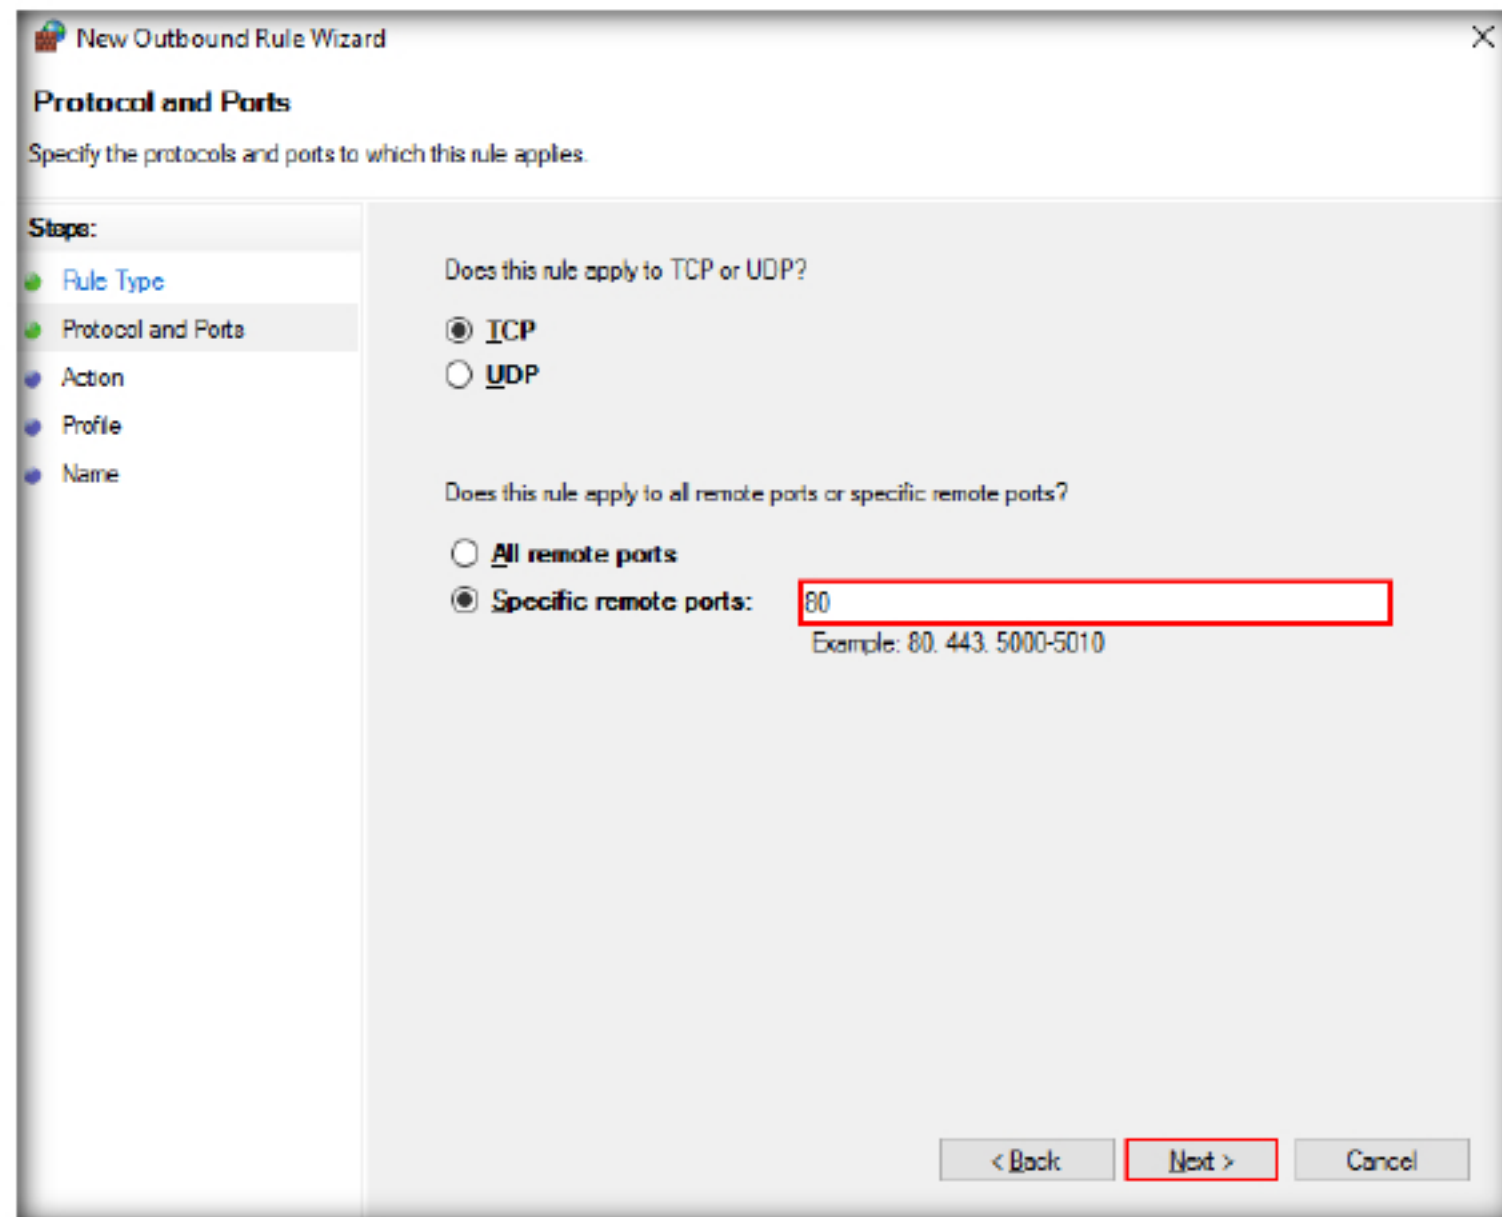 New Outbound Rule Wizard
Protocol and Ports
Specify the protocols and ports to which this rule applies.
Steps:
Rule Type
Protocol and Ports
Action
Profile
Name
Does this rule apply to TCP or UDP?
TCP
UDP
Does this rule apply to all remote ports or specific remote ports?
All remote ports
Specific remote ports:
80
Example: 80, 443, 5000-5010
< Back
Next >
Cancel